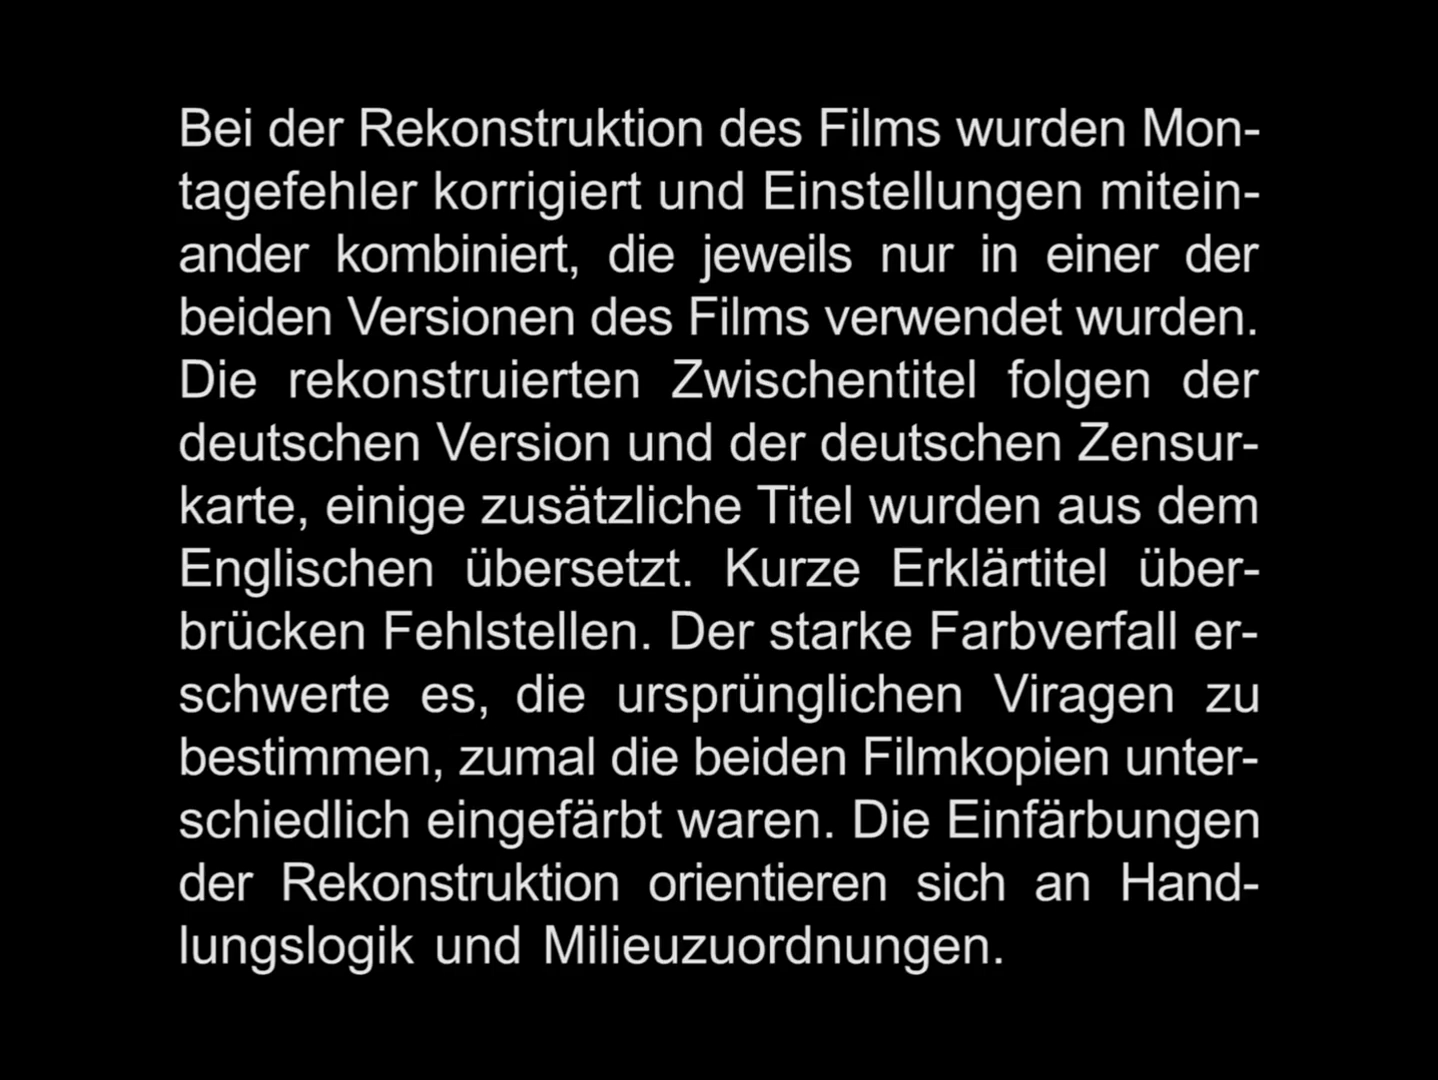 Bei der Rekonstruktion des Films wurden Mon-
tagefehler korrigiert und Einstellungen mitein-
ander kombiniert, die jeweils nur in einer der
beiden Versionen des Films verwendet wurden.
Die rekonstruierten Zwischentitel folgen der
deutschen Version und der deutschen Zensur-
karte, einige zusätzliche Titel wurden aus dem
Englischen übersetzt. Kurze Erklärtitel über-
brücken Fehlstellen. Der starke Farbverfall er-
schwerte es, die ursprünglichen Viragen zu
bestimmen, zumal die beiden Filmkopien unter-
schiedlich eingefärbt waren. Die Einfärbungen
der Rekonstruktion orientieren sich an Hand-
lungslogik und Milieuzuordnungen.